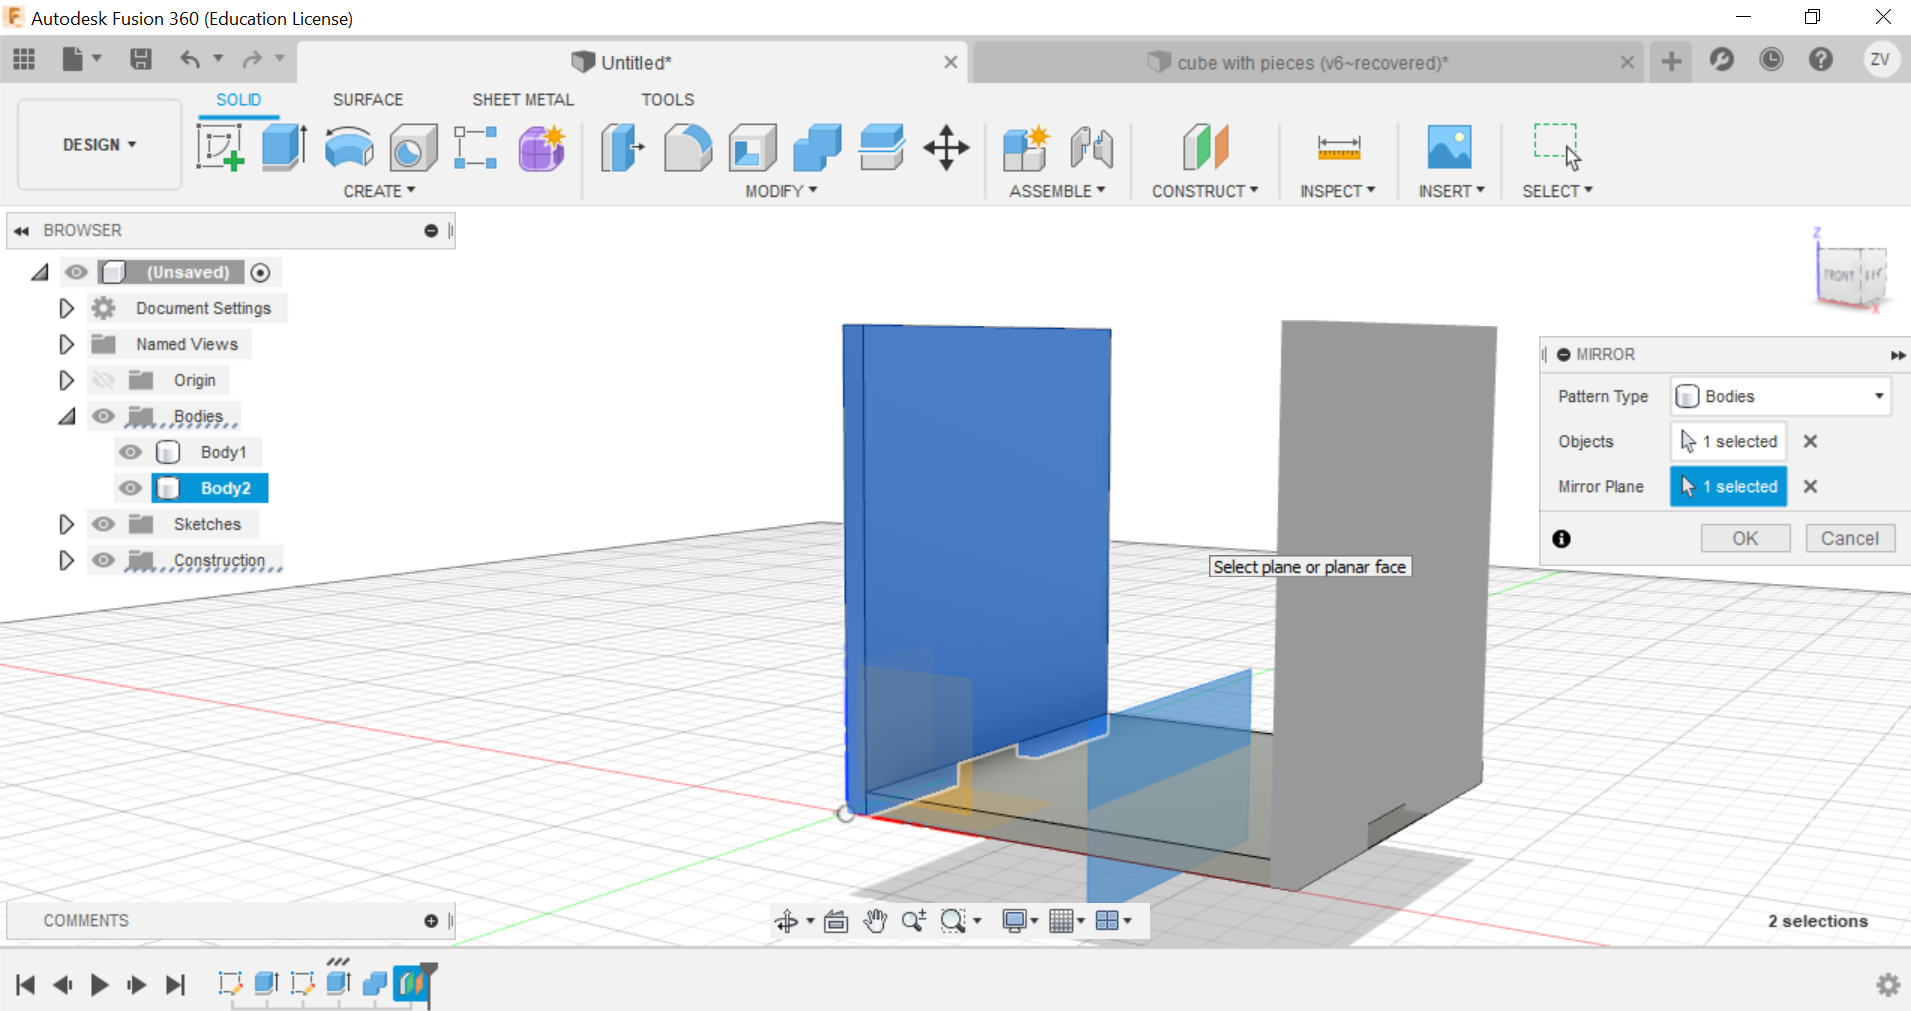 Autodesk Fusion 360 (Education License)
Untitled*
cube with pieces (v6~recovered)*
ZV
SOLID
SURFACE
SHEET METAL
TOOLS
DESIGN
CREATE
MODIFY
ASSEMBLE
CONSTRUCT
INSPECT
INSERT
SELECT
BROWSER
(Unsaved)
Document Settings
Named Views
Origin
Bodies
Body1
Body2
Sketches
Construction
Z
FRONT
X
MIRROR
Pattern Type
Bodies
Objects
1 selected
Mirror Plane
1 selected
OK
Cancel
Select plane or planar face
COMMENTS
2 selections